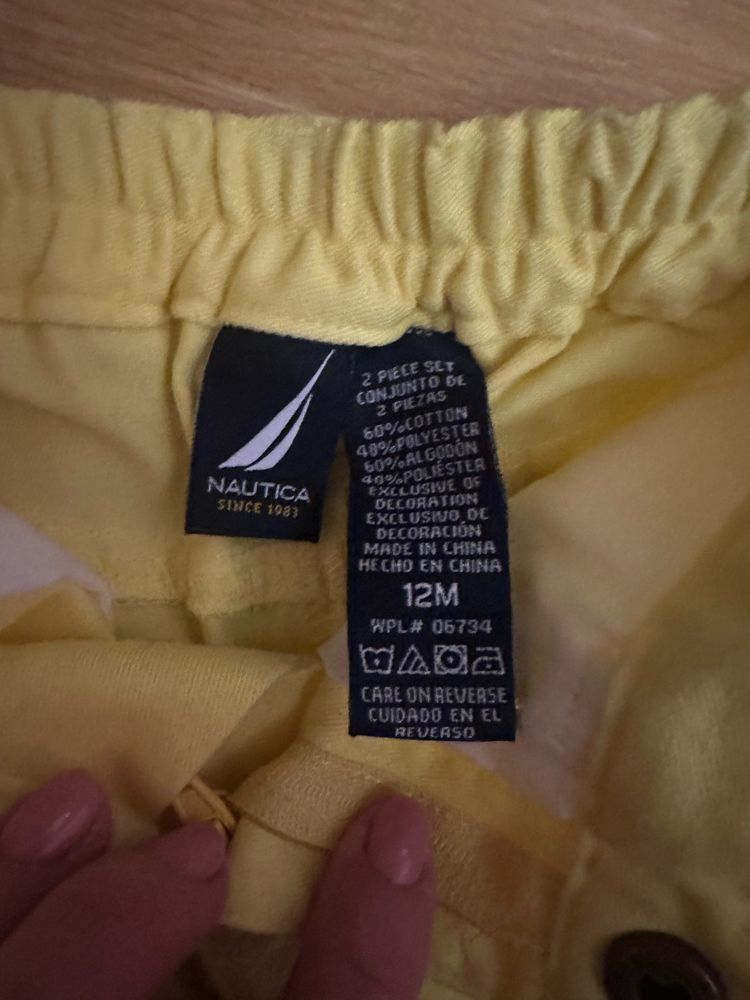 NAUTICA
SINCE 1983
2 PIECE SET
CONJUNTO DE
2 PIEZAS
60%COTTON
40%POLYESTER
60%ALGODÓN
40%POLIÉSTER
EXCLUSIVE OF
DECORATION
EXCLUSIVO DE
DECORACIÓN
MADE IN CHINA
HECHO EN CHINA
12M
WPL# 06734
CARE ON REVERSE
CUIDADO EN EL
REVERSO